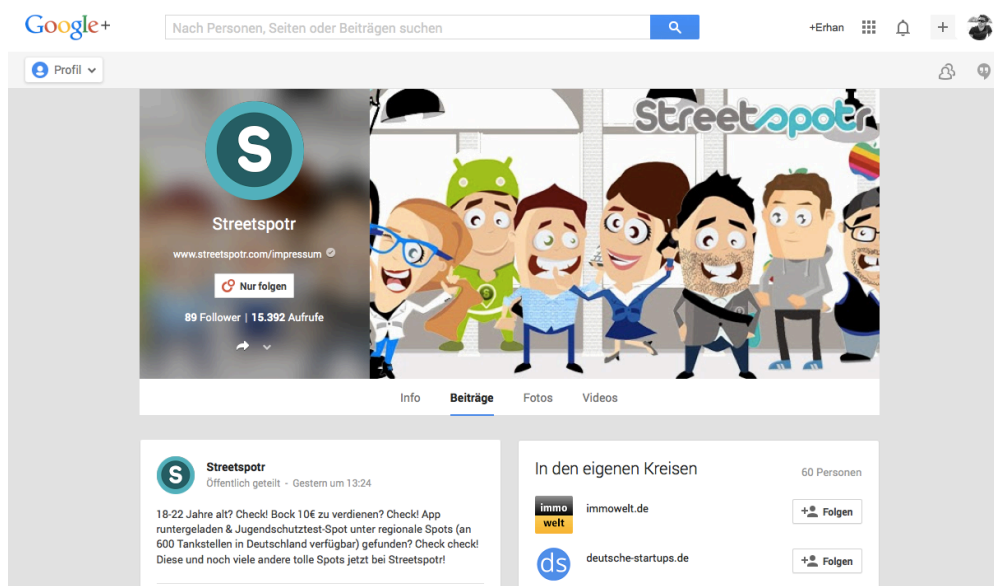 Google+
Nach Personen, Seiten oder Beiträgen suchen
+Erhan
Profil
Streetspotr
S
Streetspotr
www.streetspotr.com/impressum
Nur folgen
89 Follower | 15.392 Aufrufe
Info Beiträge Fotos Videos
S
Streetspotr
Öffentlich geteilt - Gestern um 13:24
18-22 Jahre alt? Check! Bock 10€ zu verdienen? Check! App
runtergeladen & Jugendschutztest-Spot unter regionale Spots (an
600 Tankstellen in Deutschland verfügbar) gefunden? Check check!
Diese und noch viele andere tolle Spots jetzt bei Streetspotr!
In den eigenen Kreisen
60 Personen
immo
welt
immowelt.de
Folgen
ds
deutsche-startups.de
Folgen